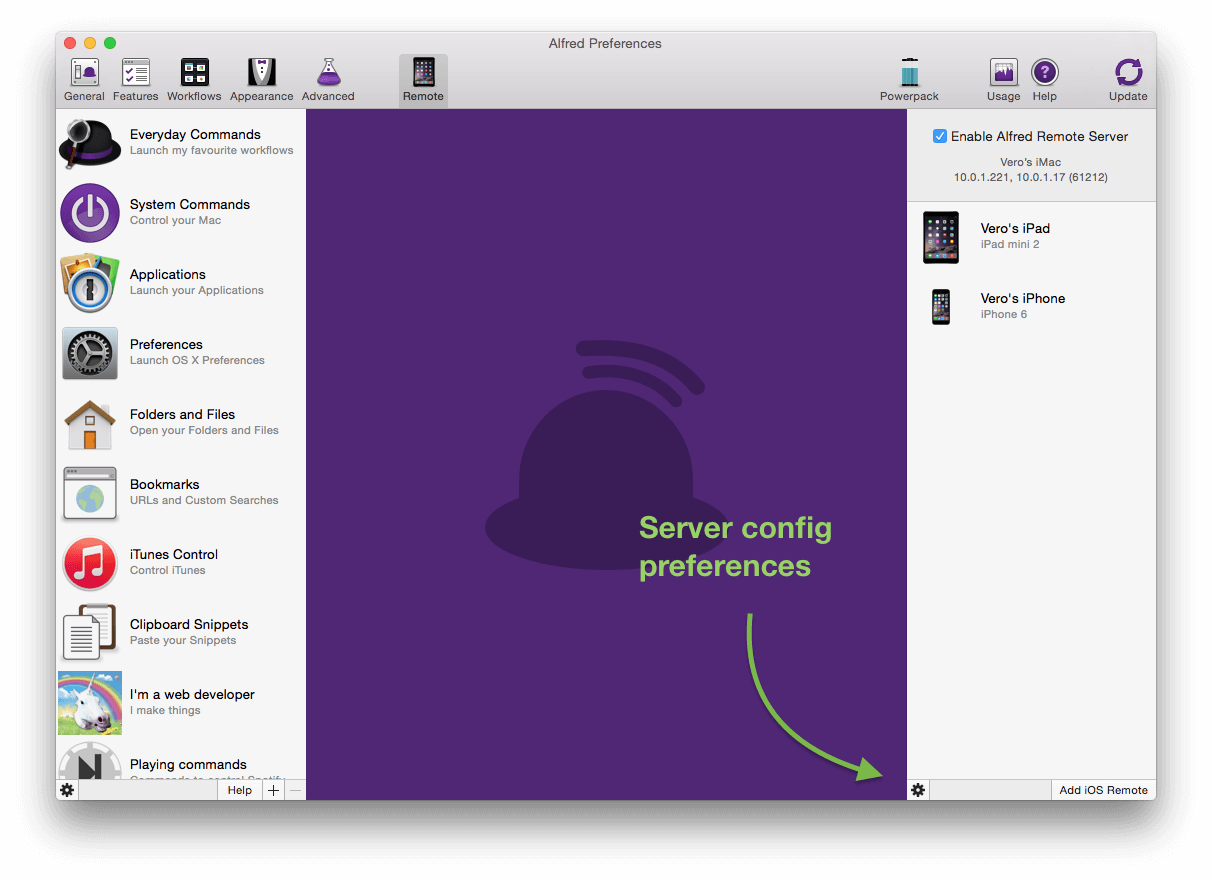 Alfred Preferences
General Features Workflows Appearance Advanced Remote Powerpack Usage Help Update
Everyday Commands
Launch my favourite workflows
System Commands
Control your Mac
Applications
Launch your Applications
Preferences
Launch OS X Preferences
Folders and Files
Open your Folders and Files
Bookmarks
URLs and Custom Searches
iTunes Control
Control iTunes
Clipboard Snippets
Paste your Snippets
I'm a web developer
I make things
Playing commands
Commands to control Spotify
Help + −
Server config
preferences
Enable Alfred Remote Server
Vero's iMac
10.0.1.221, 10.0.1.17 (61212)
Vero's iPad
iPad mini 2
Vero's iPhone
iPhone 6
Add iOS Remote